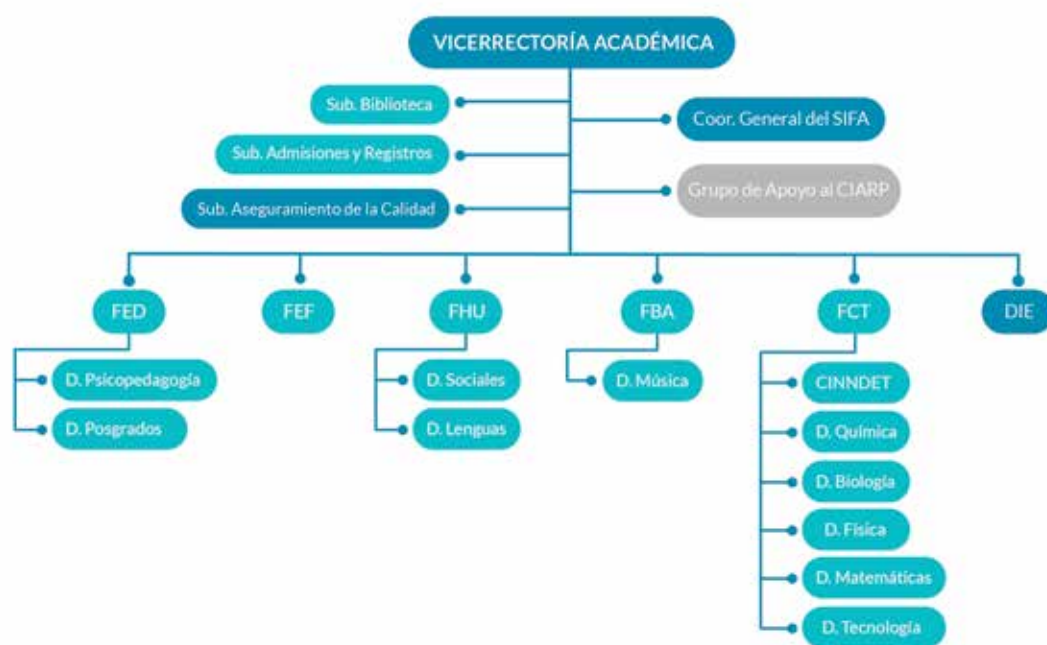 VICERRECTORÍA ACADÉMICA
Sub. Biblioteca
Coor. General del SIFA
Sub. Admisiones y Registros
Grupo de Apoyo al CIARP
Sub. Aseguramiento de la Calidad
FED
FEF
FHU
FBA
FCT
DIE
D. Psicopedagogía
D. Posgrados
D. Sociales
D. Lenguas
D. Música
CINNDET
D. Química
D. Biología
D. Física
D. Matemáticas
D. Tecnología